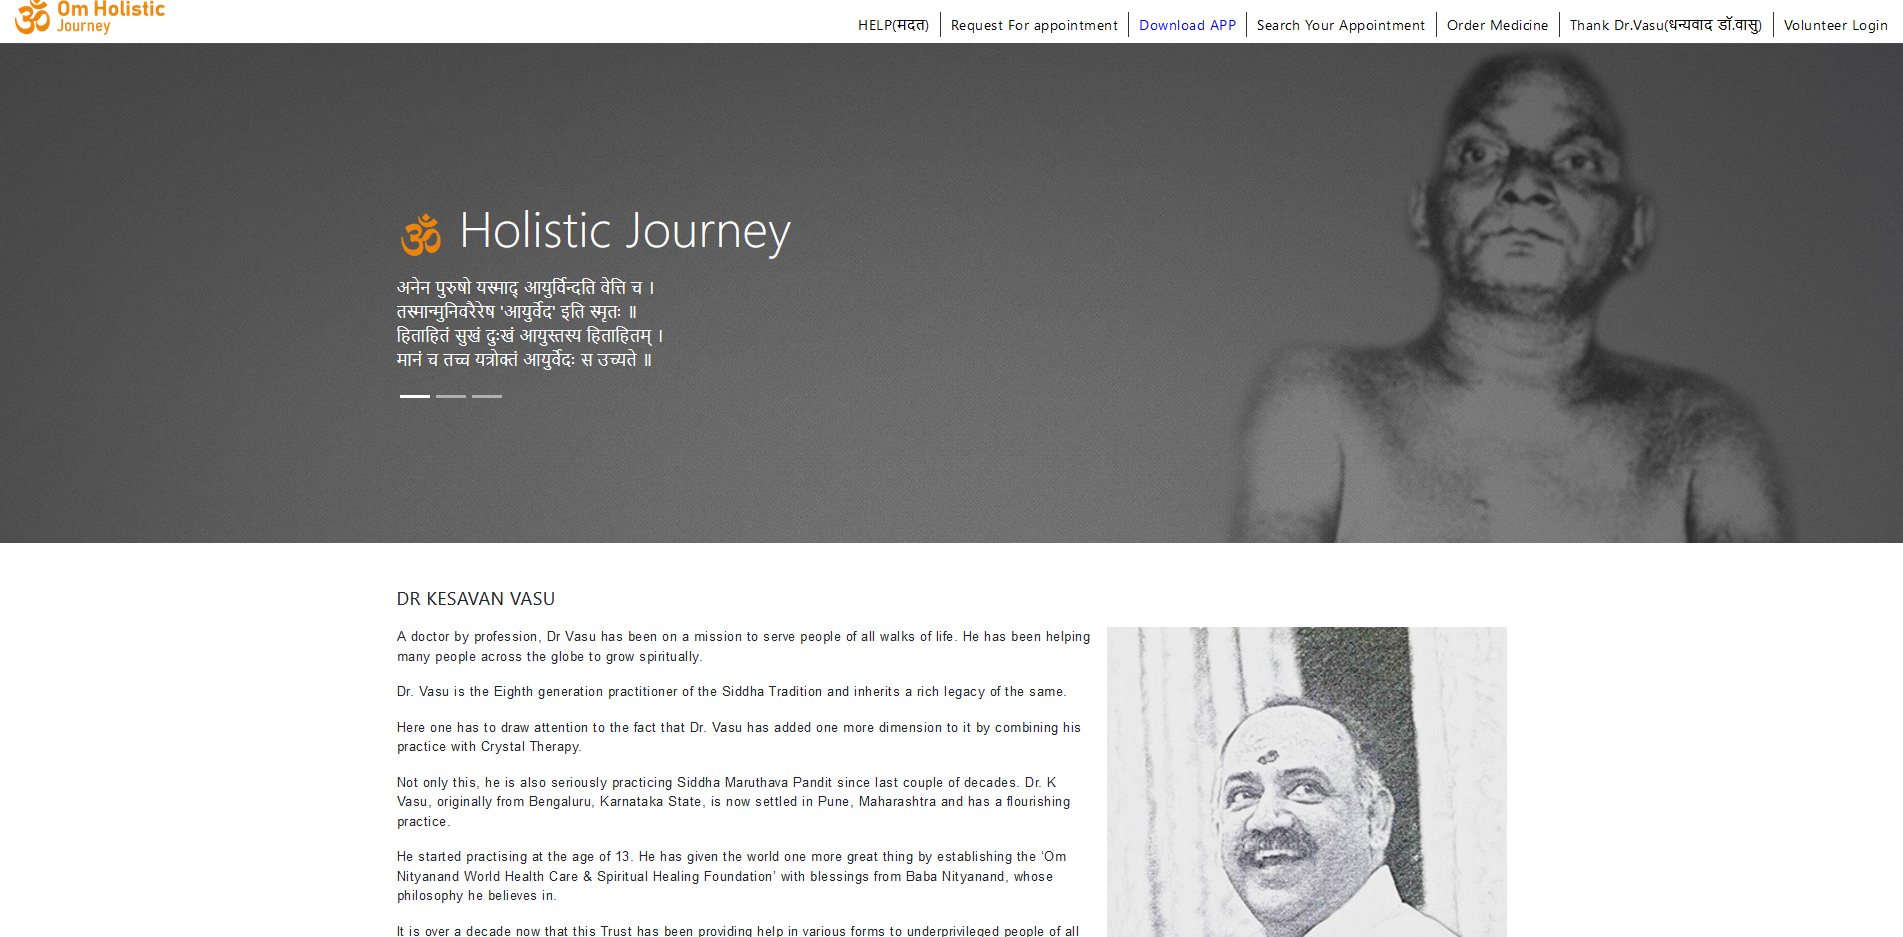 Om Holistic
Journey
HELP(मदत)
Request For appointment
Download APP
Search Your Appointment
Order Medicine
Thank Dr.Vasu(धन्यवाद डॉ.वासु)
Volunteer Login
ॐ Holistic Journey
अनेन पुरुषो यस्माद् आयुर्विन्दति वेत्ति च ।
तस्मान्मुनिवरैरेष 'आयुर्वेद' इति स्मृतः ॥
हिताहितं सुखं दुःखं आयुस्तस्य हिताहितम् ।
मानं च तच्च यत्रोक्तं आयुर्वेदः स उच्यते ॥
DR KESAVAN VASU
A doctor by profession, Dr Vasu has been on a mission to serve people of all walks of life. He has been helping
many people across the globe to grow spiritually.
Dr. Vasu is the Eighth generation practitioner of the Siddha Tradition and inherits a rich legacy of the same.
Here one has to draw attention to the fact that Dr. Vasu has added one more dimension to it by combining his
practice with Crystal Therapy.
Not only this, he is also seriously practicing Siddha Maruthava Pandit since last couple of decades. Dr. K
Vasu, originally from Bengaluru, Karnataka State, is now settled in Pune, Maharashtra and has a flourishing
practice.
He started practising at the age of 13. He has given the world one more great thing by establishing the ‘Om
Nityanand World Health Care & Spiritual Healing Foundation’ with blessings from Baba Nityanand, whose
philosophy he believes in.
It is over a decade now that this Trust has been providing help in various forms to underprivileged people of all